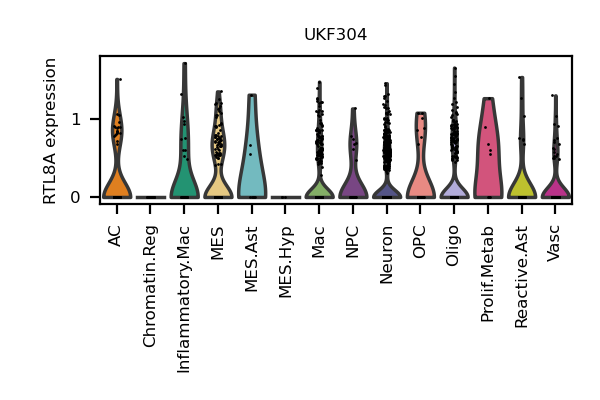 UKF304
RTL8A expression
1
0
AC
Chromatin.Reg
Inflammatory.Mac
MES
MES.Ast
MES.Hyp
Mac
NPC
Neuron
OPC
Oligo
Prolif.Metab
Reactive.Ast
Vasc